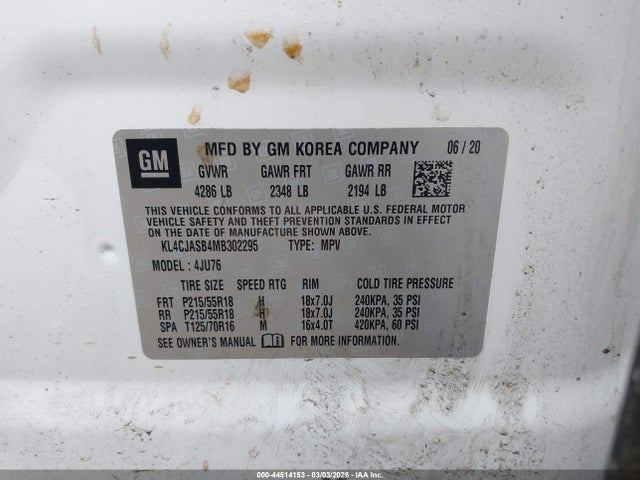 GM
MFD BY GM KOREA COMPANY 06/20
GVWR GAWR FRT GAWR RR
4286 LB 2348 LB 2194 LB
THIS VEHICLE CONFORMS TO ALL APPLICABLE U.S. FEDERAL MOTOR
VEHICLE SAFETY AND THEFT PREVENTION STANDARDS IN EFFECT ON
THE DATE OF MANUFACTURE SHOWN ABOVE.
KL4CJASB4MB302295 TYPE: MPV
MODEL : 4JU76
TIRE SIZE SPEED RTG RIM COLD TIRE PRESSURE
FRT P215/55R18 H 18x7.0J 240KPA, 35 PSI
RR P215/55R18 H 18x7.0J 240KPA, 35 PSI
SPA T125/70R16 M 16x4.0T 420KPA, 60 PSI
SEE OWNER'S MANUAL FOR MORE INFORMATION.
000-44514153 - 03/03/2026 - IAA Inc.